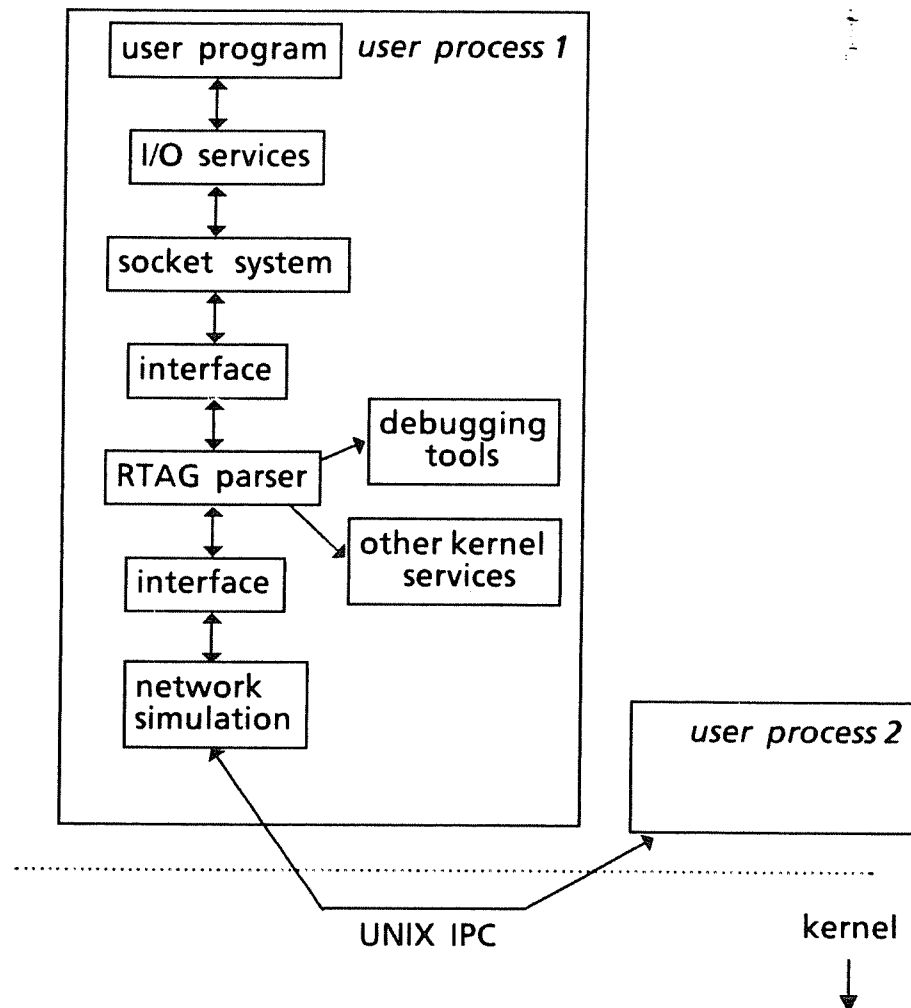 user program
user process 1
I/O services
socket system
interface
debugging
tools
RTAG parser
other kernel
services
interface
network
simulation
user process 2
UNIX IPC
kernel